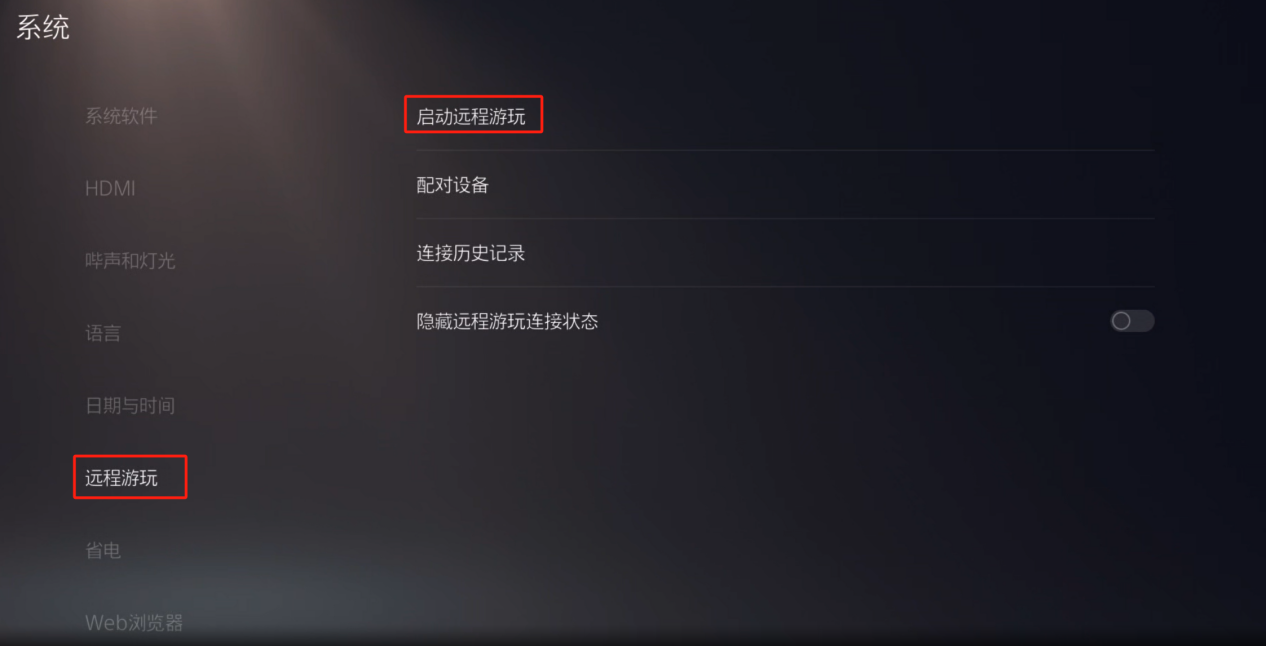 系统
系统软件
HDMI
哔声和灯光
语言
日期与时间
远程游玩
省电
Web浏览器
启动远程游玩
配对设备
连接历史记录
隐藏远程游玩连接状态